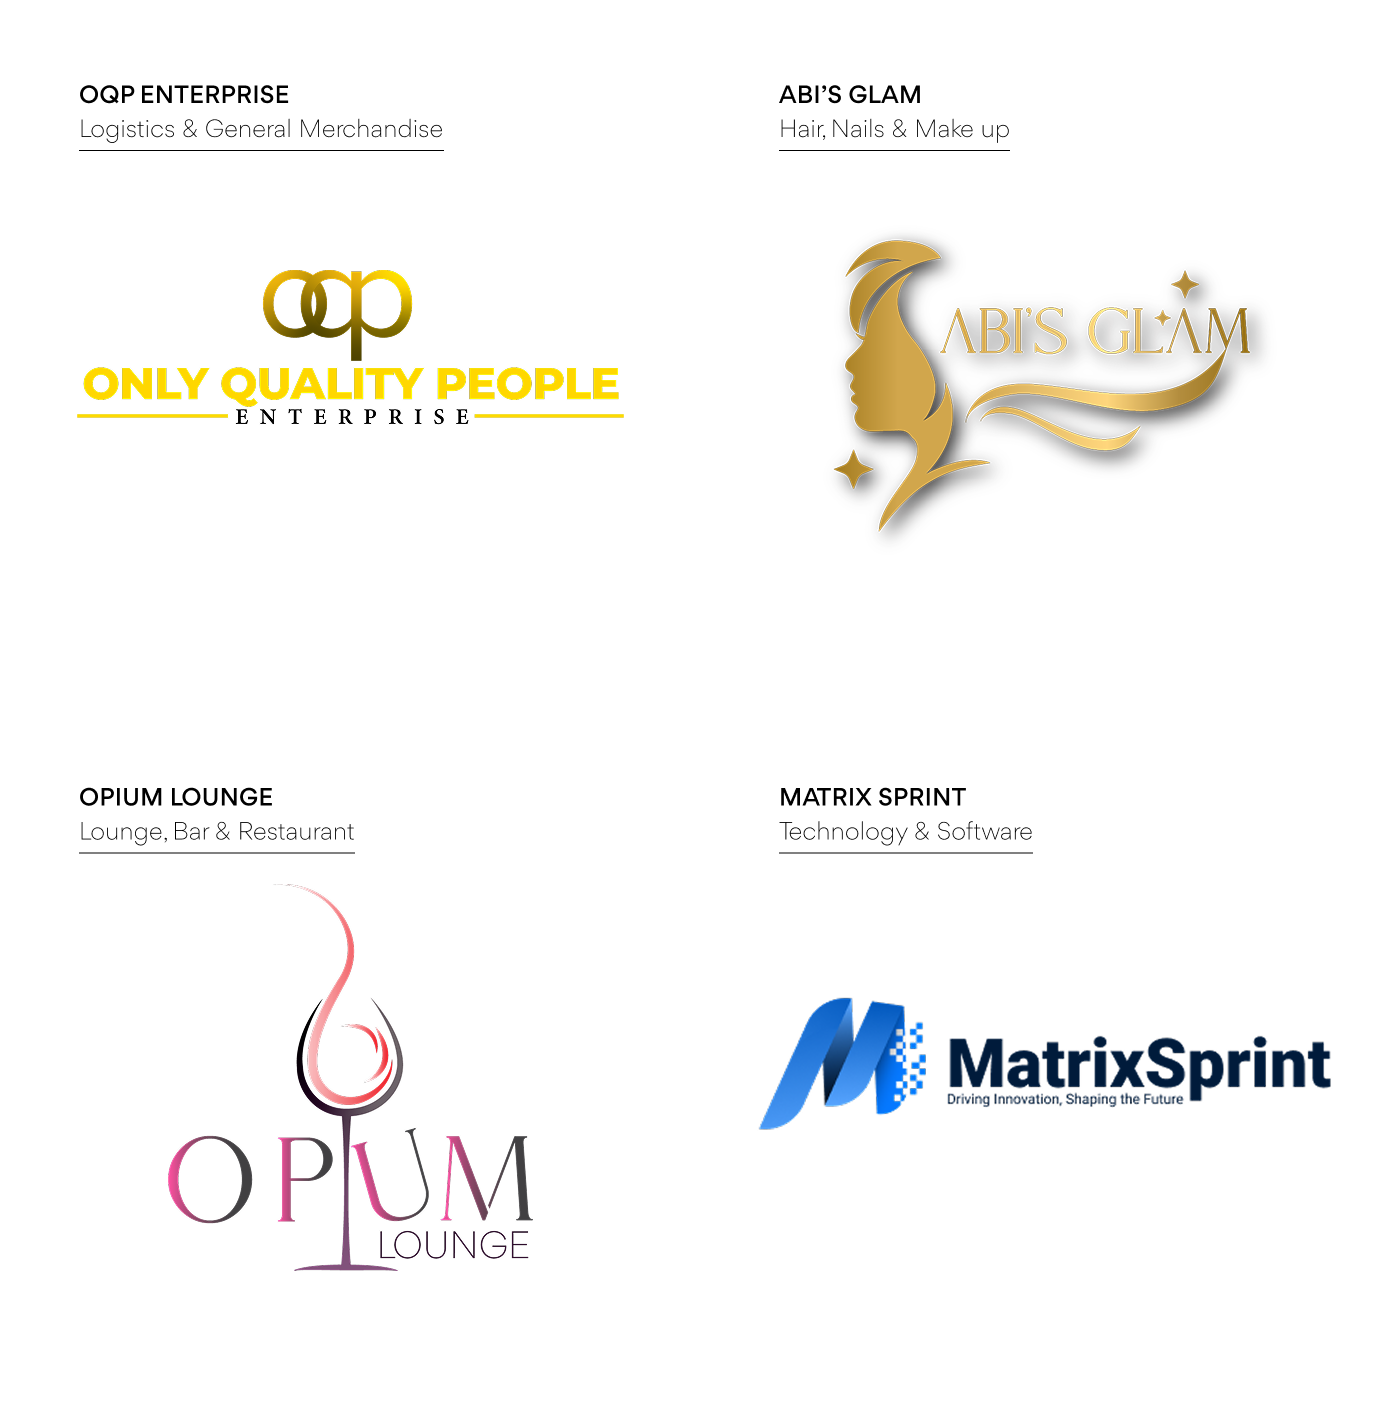 OQP ENTERPRISE
Logistics & General Merchandise
oqp
ONLY QUALITY PEOPLE
ENTERPRISE
ABI’S GLAM
Hair, Nails & Make up
ABI'S GLAM
OPIUM LOUNGE
Lounge, Bar & Restaurant
OPIUM
LOUNGE
MATRIX SPRINT
Technology & Software
MatrixSprint
Driving Innovation, Shaping the Future